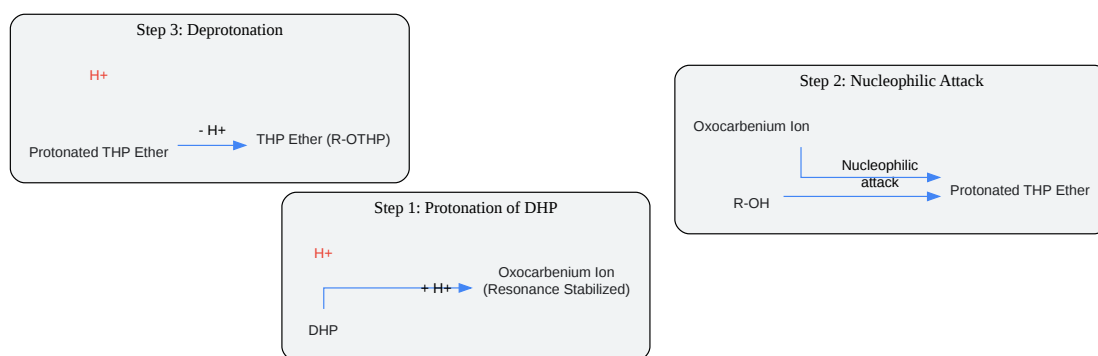 Step 3: Deprotonation
H+
- H+
Protonated THP Ether
THP Ether (R-OTHP)
Step 1: Protonation of DHP
H+
+ H+
Oxocarbenium Ion
(Resonance Stabilized)
DHP
Step 2: Nucleophilic Attack
Oxocarbenium Ion
Nucleophilic
attack
R-OH
Protonated THP Ether